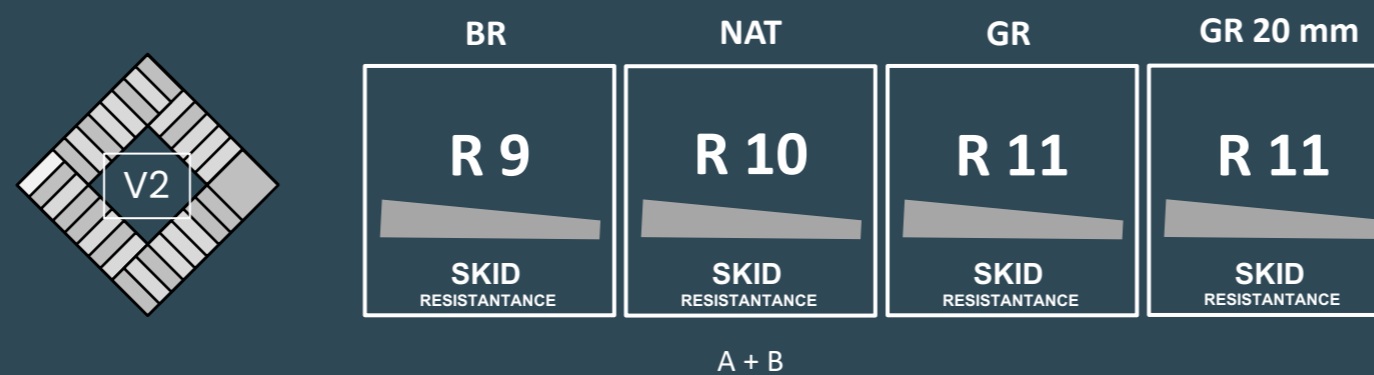 BR NAT GR GR 20 mm
V2
R 9 R 10 R 11 R 11
SKID SKID SKID SKID
RESISTANTANCE RESISTANTANCE RESISTANTANCE RESISTANTANCE
A + B